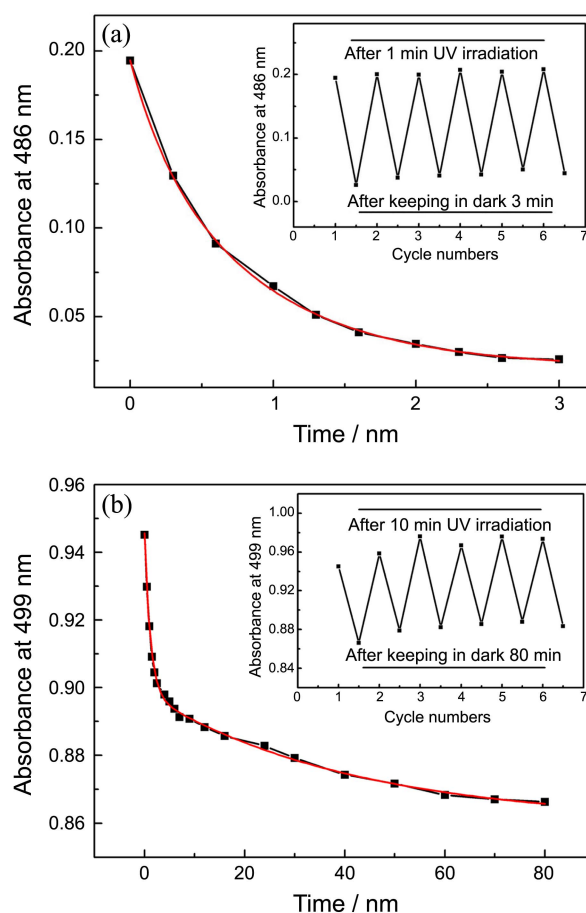 (a)
0.20
0.15
0.10
0.05
Absorbance at 486 nm
0
1
2
3
Time / nm
After 1 min UV irradiation
0.2
0.1
0.0
Absorbance at 486 nm
After keeping in dark 3 min
0 1 2 3 4 5 6 7
Cycle numbers
(b)
0.96
0.94
0.92
0.90
0.88
0.86
Absorbance at 499 nm
0 20 40 60 80
Time / nm
1.00
0.96
0.92
0.88
0.84
Absorbance at 499 nm
After 10 min UV irradiation
After keeping in dark 80 min
0 1 2 3 4 5 6 7
Cycle numbers